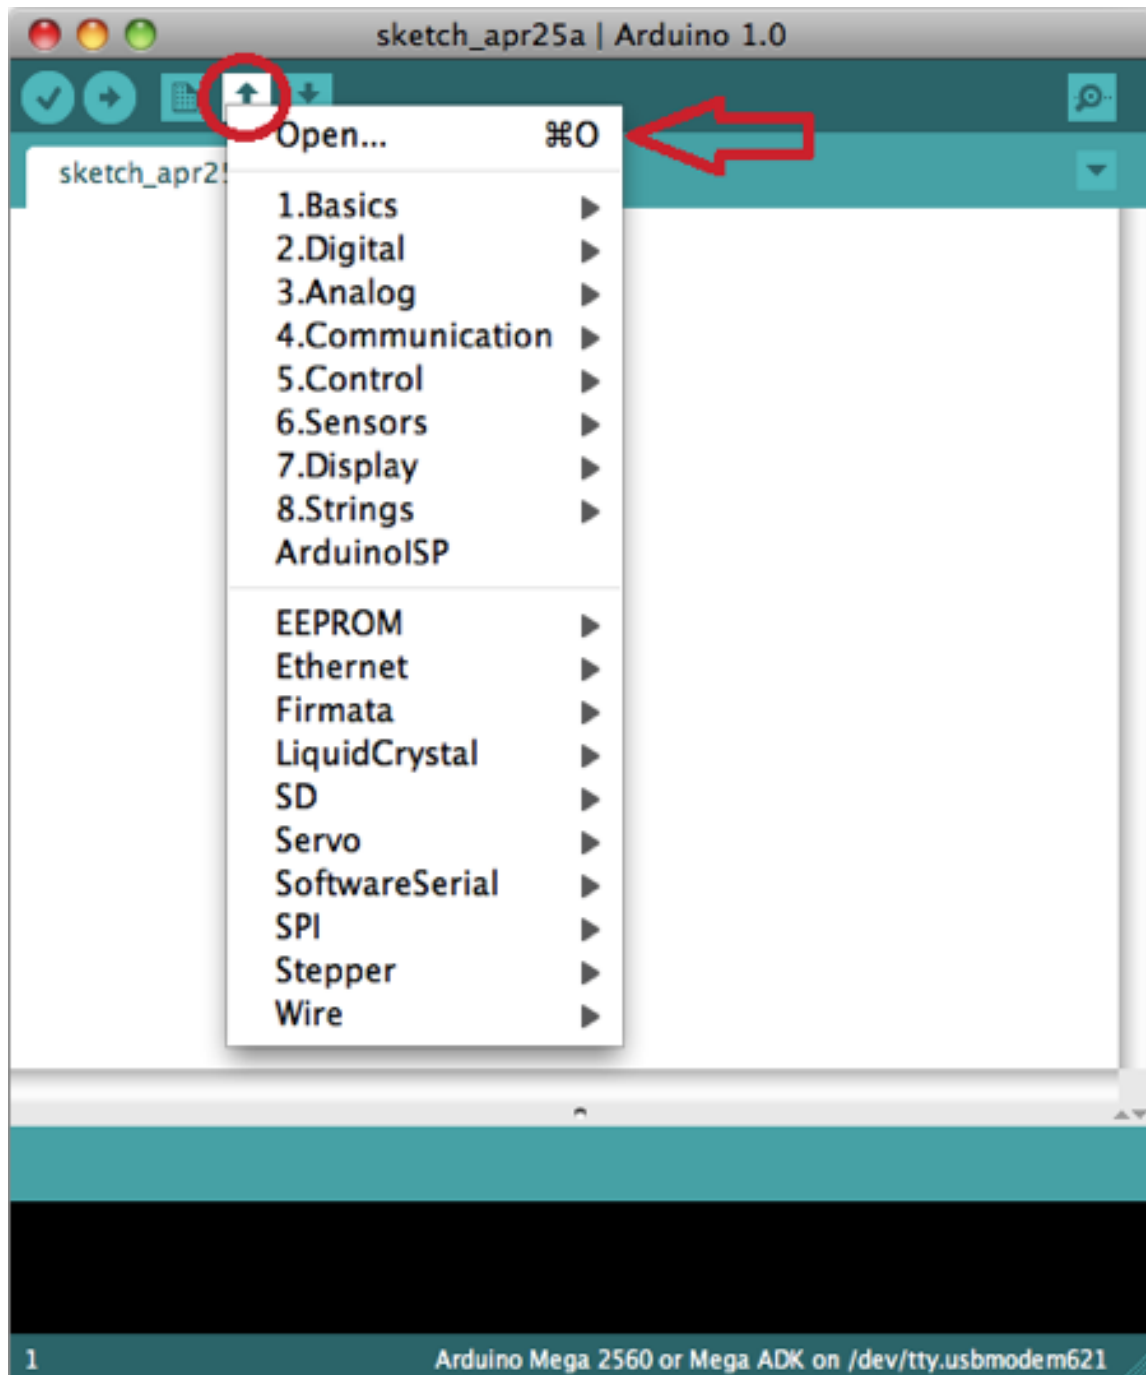 sketch_apr25a | Arduino 1.0
Open... ⌘O
sketch_apr2
1.Basics
2.Digital
3.Analog
4.Communication
5.Control
6.Sensors
7.Display
8.Strings
ArduinoISP
EEPROM
Ethernet
Firmata
LiquidCrystal
SD
Servo
SoftwareSerial
SPI
Stepper
Wire
1 Arduino Mega 2560 or Mega ADK on /dev/tty.usbmodem621